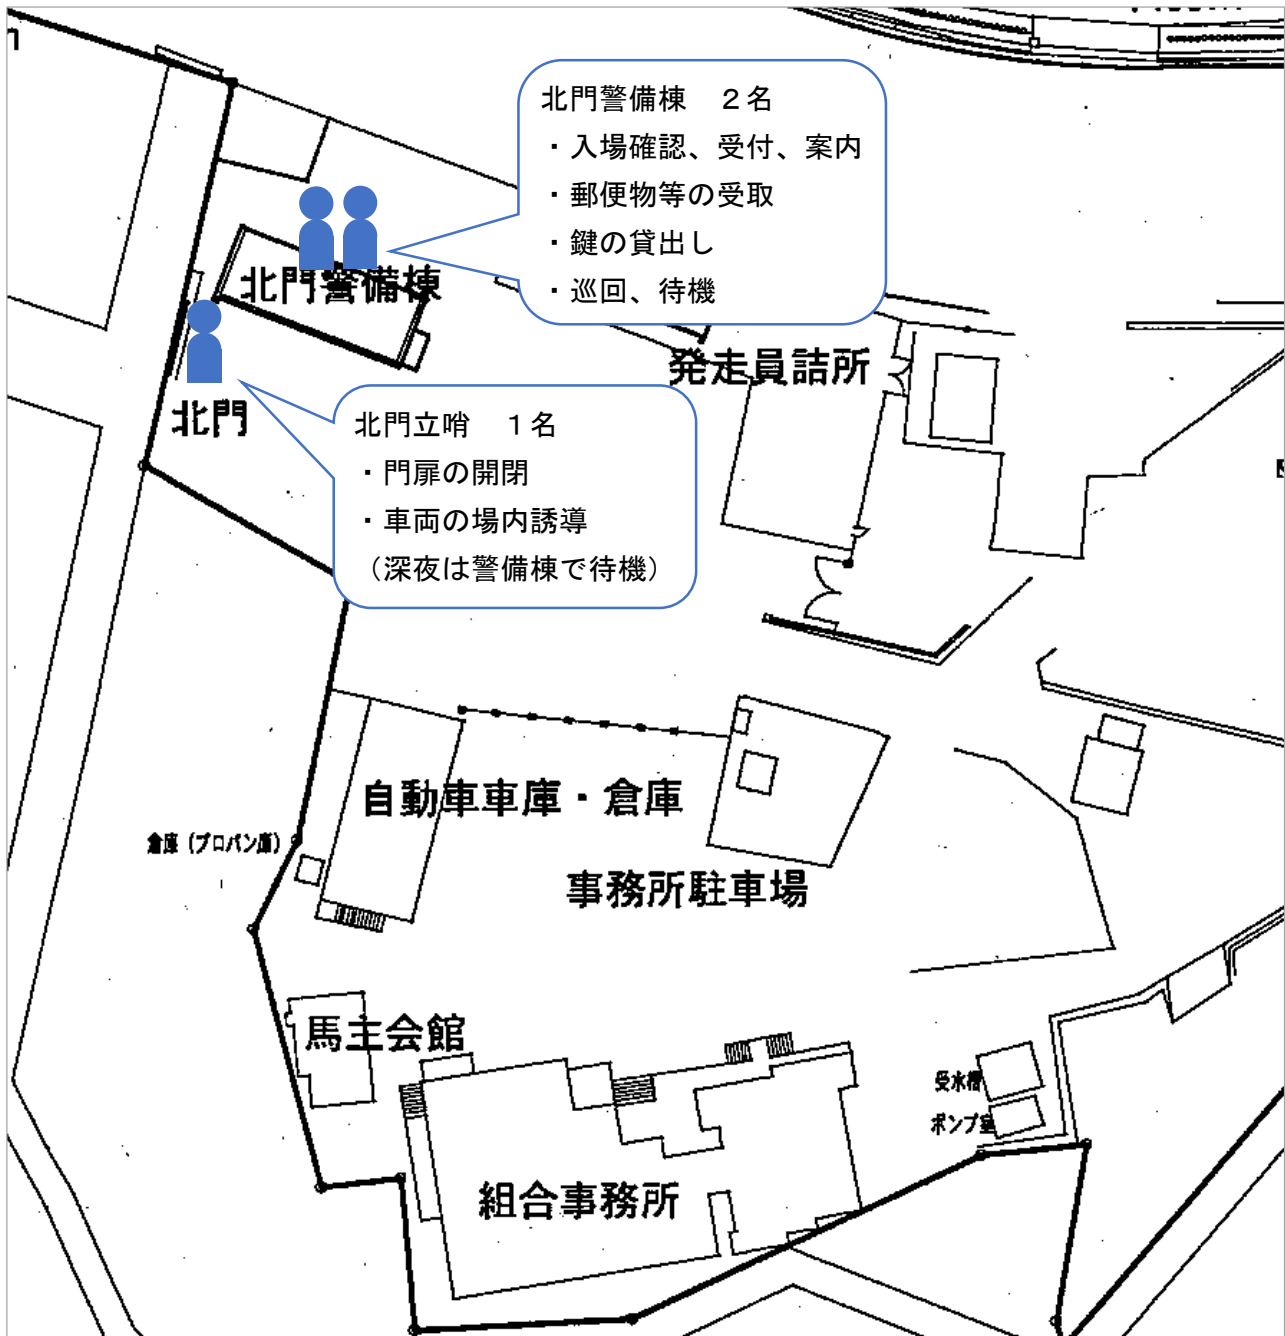 北門警備棟　２名
・入場確認、受付、案内
・郵便物等の受取
・鍵の貸出し
・巡回、待機
北門警備棟
発走員詰所
北門
北門立哨　１名
・門扉の開閉
・車両の場内誘導
（深夜は警備棟で待機）
自動車車庫・倉庫
倉庫（プロパン庫）
事務所駐車場
馬主会館
受水槽
ポンプ室
組合事務所